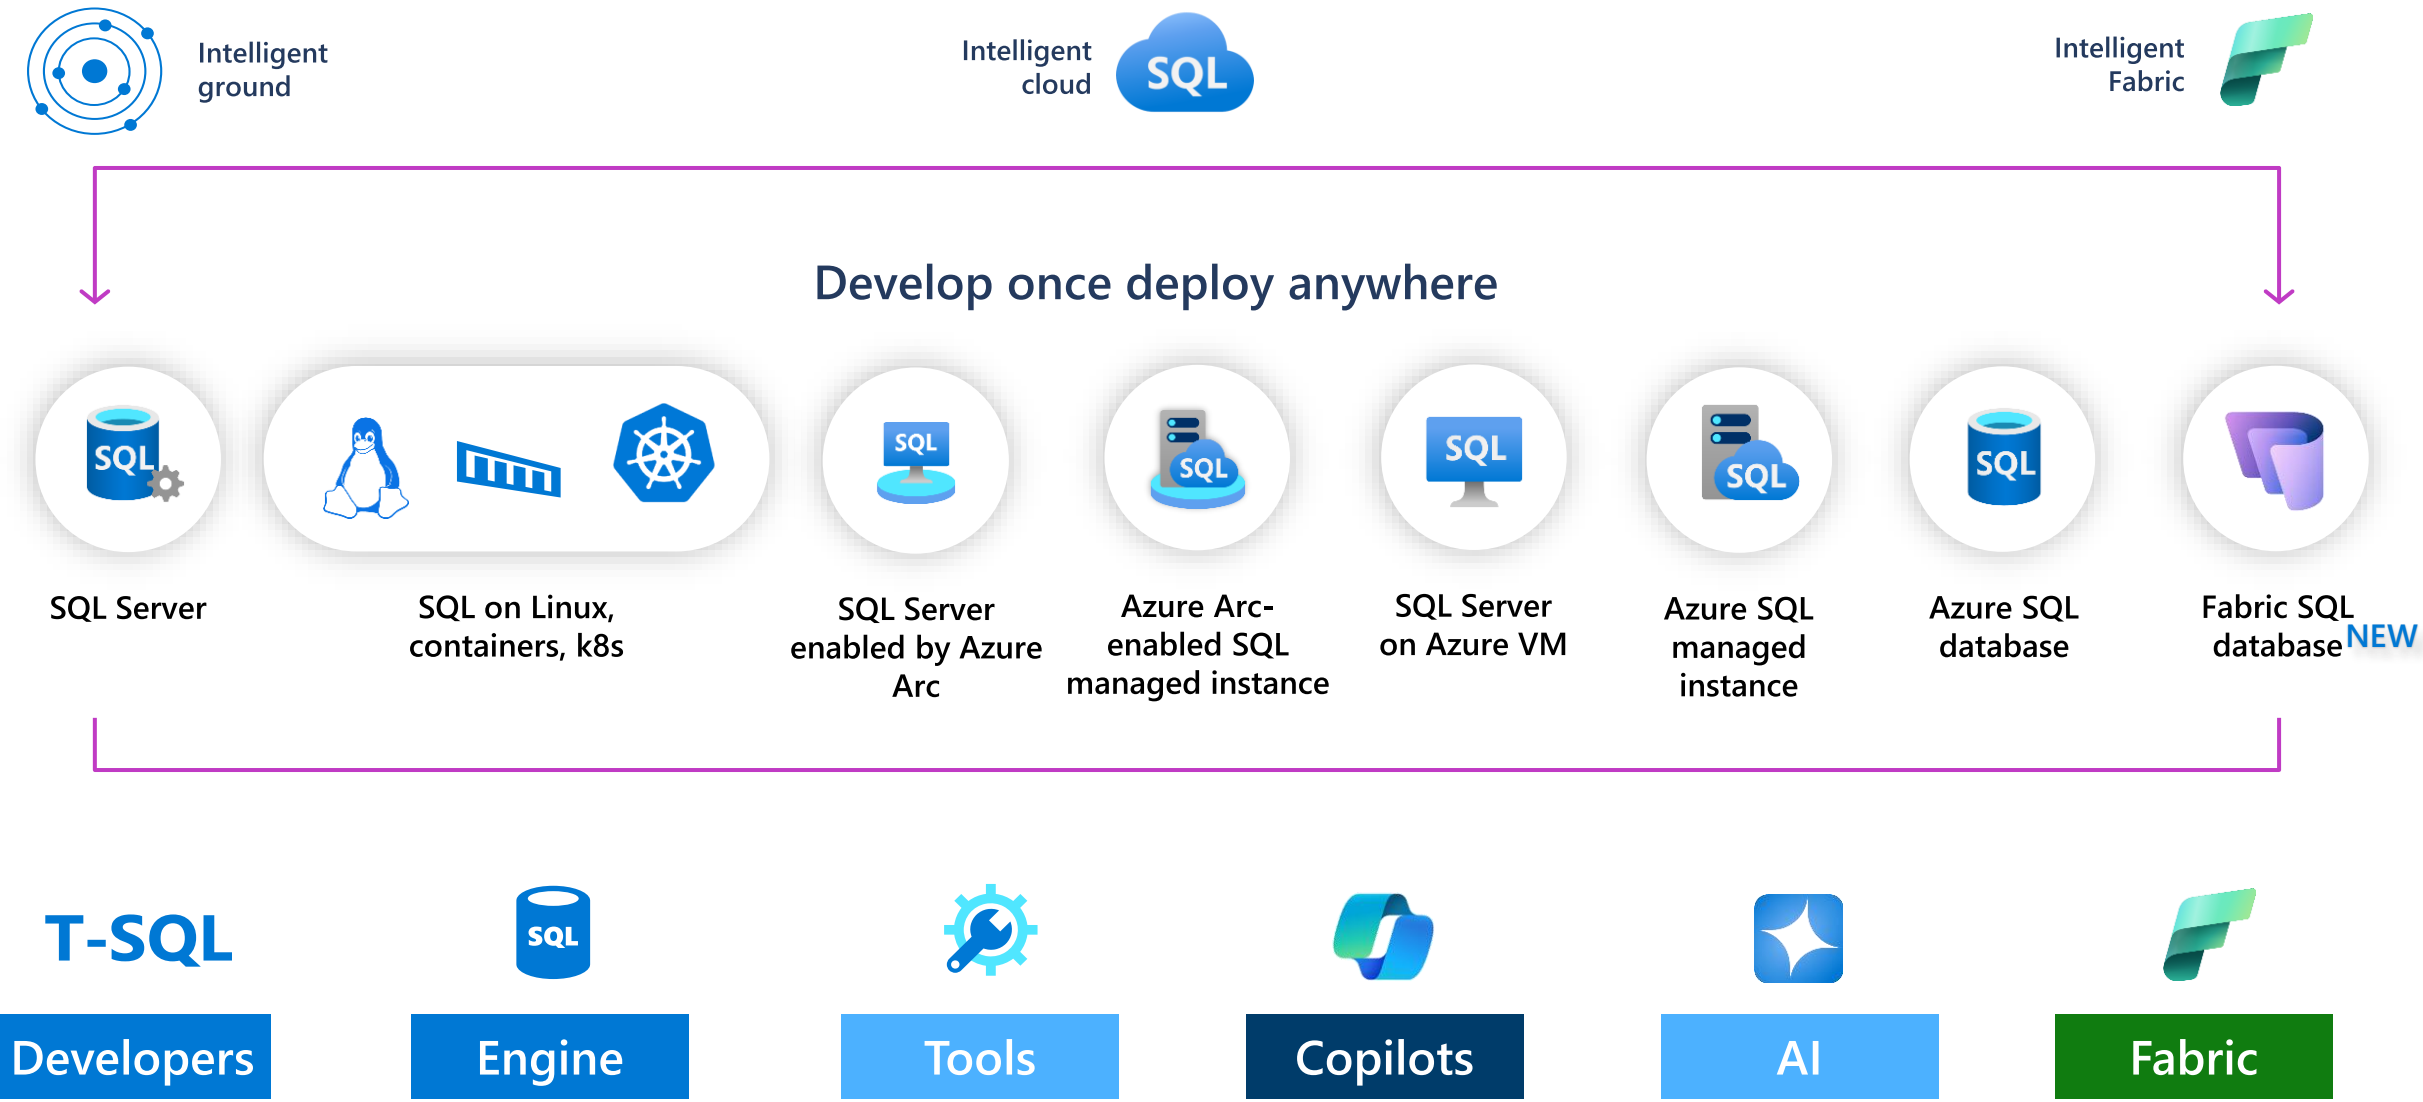 Intelligent
ground
Intelligent
cloud
SQL
Intelligent
Fabric
Develop once deploy anywhere
SQL
SQL
SQL
SQL
SQL
SQL
SQL Server
SQL on Linux,
containers, k8s
SQL Server
enabled by Azure
Arc
Azure Arc-
enabled SQL
managed instance
SQL Server
on Azure VM
Azure SQL
managed
instance
Azure SQL
database
Fabric SQL
database NEW
T-SQL
SQL
Developers
Engine
Tools
Copilots
AI
Fabric